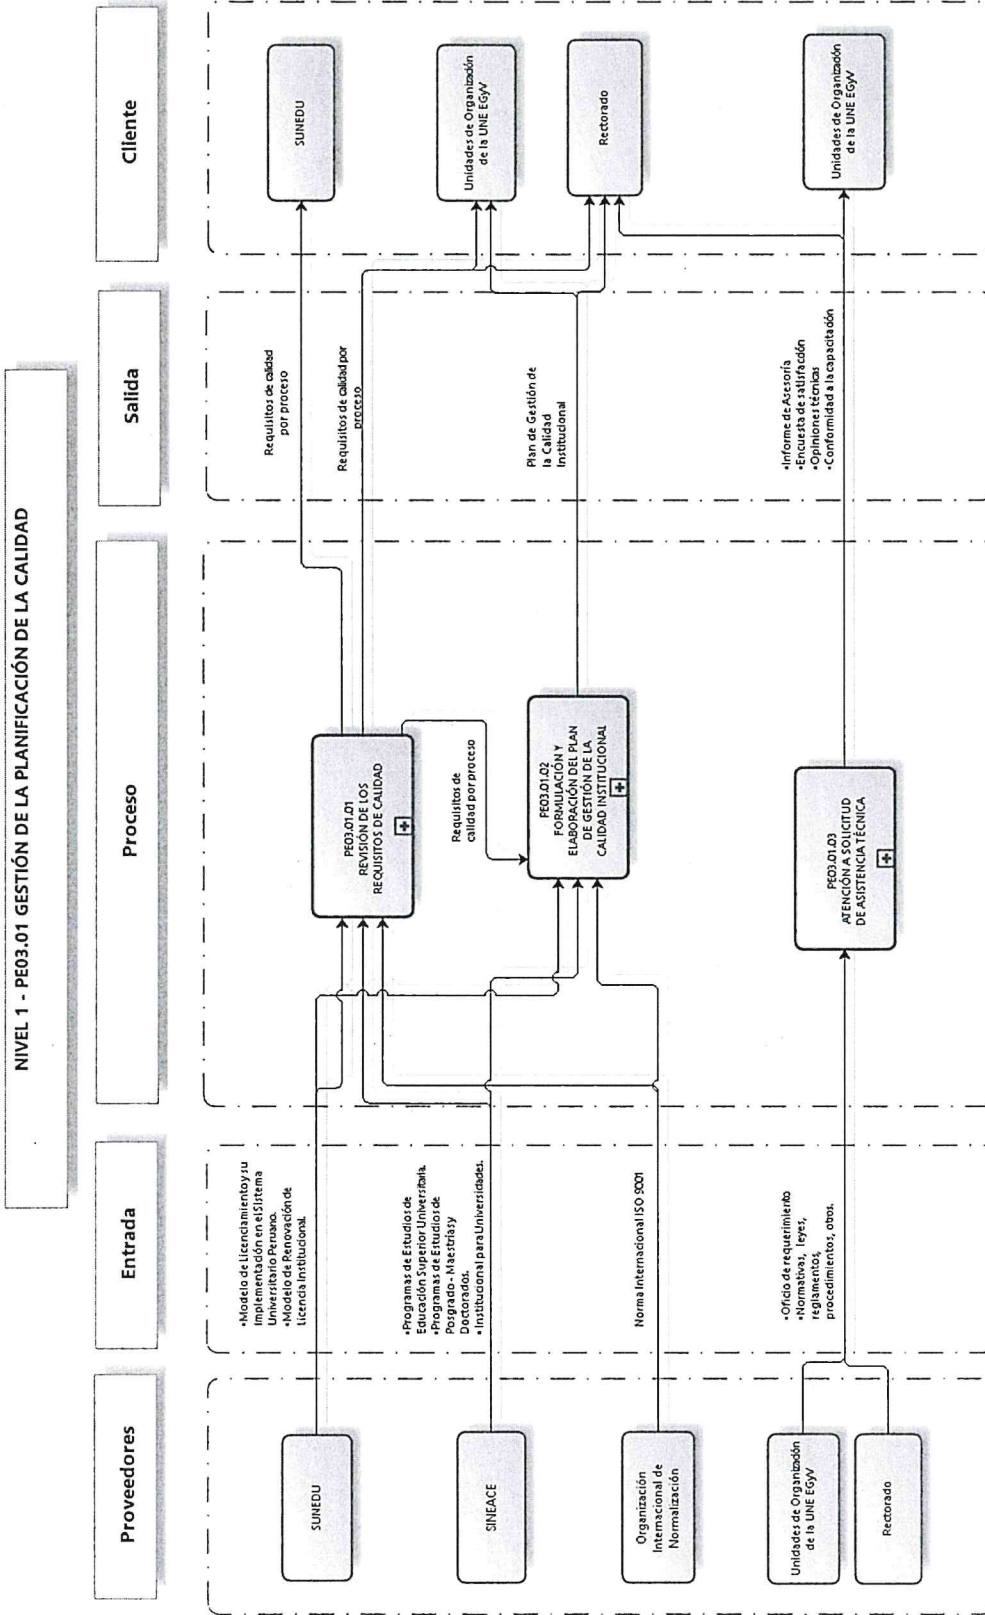 NIVEL 1 - PE03.01 GESTIÓN DE LA PLANIFICACIÓN DE LA CALIDAD
Proveedores
Entrada
Proceso
Salida
Cliente
SUNEDU
•Modelo de Licenciamiento y su
Implementación en el Sistema
Universitario Peruano.
•Modelo de Renovación de
Licencia Institucional.
PE03.01.01
REVISIÓN DE LOS
REQUISITOS DE CALIDAD
Requisitos de calidad
por proceso
SUNEDU
Requisitos de calidad por
proceso
Unidades de Organización
de la UNE EGyV
SINEACE
•Programas de Estudios de
Educación Superior Universitaria.
•Programas de Estudios de
Posgrado - Maestrías y
Doctorados.
•Institucional para Universidades.
Requisitos de
calidad por proceso
PE03.01.02
FORMULACIÓN Y
ELABORACIÓN DEL PLAN
DE GESTIÓN DE LA
CALIDAD INSTITUCIONAL
Plan de Gestión de
la Calidad
Institucional
Rectorado
Organización
Internacional de
Normalización
Norma Internacional ISO 9001
Unidades de Organización
de la UNE EGyV
Rectorado
•Oficio de requerimiento
•Normativas, leyes,
reglamentos,
procedimientos, otros.
PE03.01.03
ATENCIÓN A SOLICITUD
DE ASISTENCIA TÉCNICA
•Informe de Asesoría
•Encuesta de satisfacción
•Opiniones técnicas
•Conformidad a la capacitación
Unidades de Organización
de la UNE EGyV